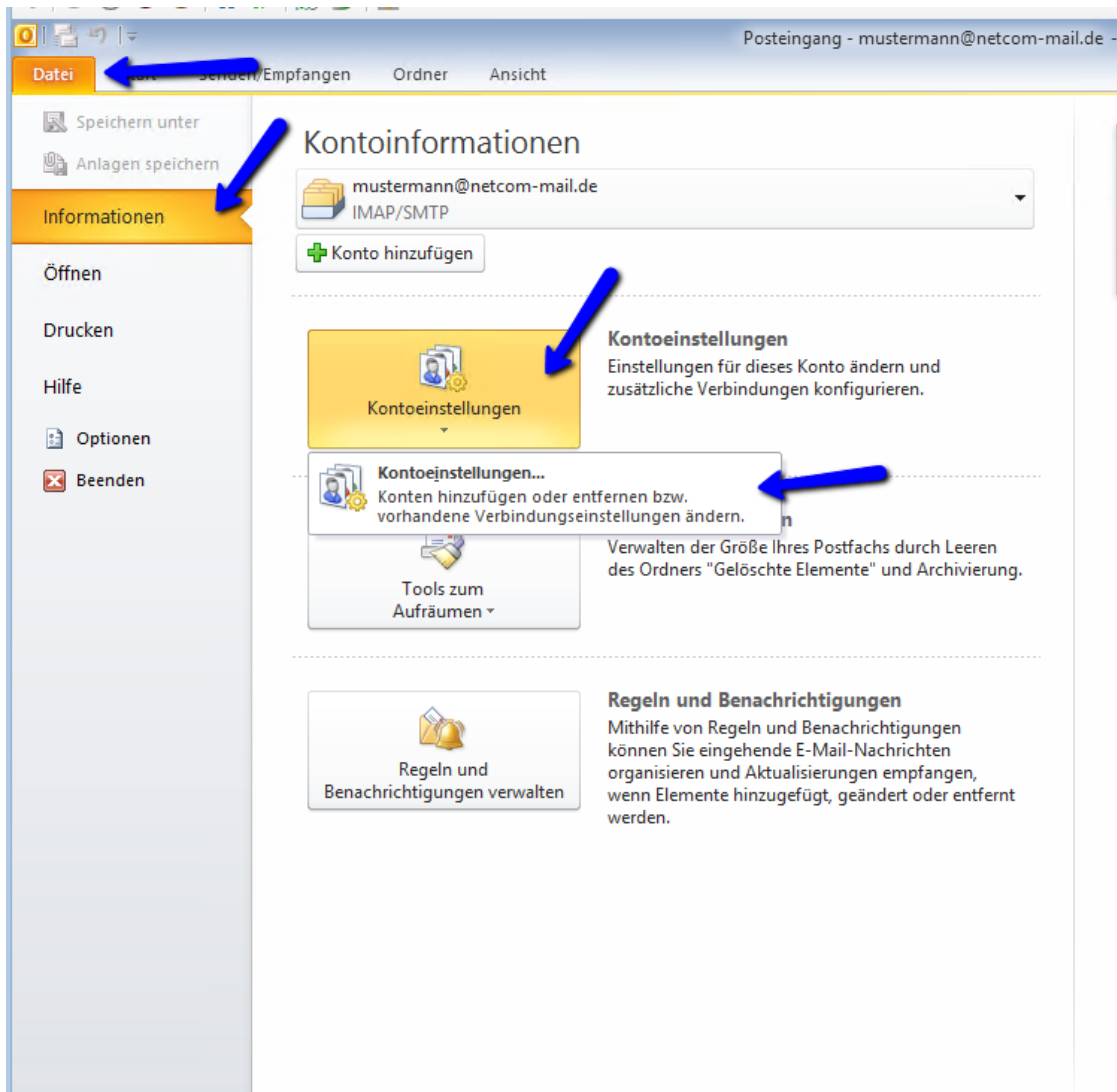 Posteingang - mustermann@netcom-mail.de -
Datei Senden/Empfangen Ordner Ansicht
Speichern unter
Anlagen speichern
Informationen
Öffnen
Drucken
Hilfe
Optionen
Beenden
Kontoinformationen
mustermann@netcom-mail.de
IMAP/SMTP
Konto hinzufügen
Kontoeinstellungen
Kontoeinstellungen
Einstellungen für dieses Konto ändern und
zusätzliche Verbindungen konfigurieren.
Kontoeinstellungen...
Konten hinzufügen oder entfernen bzw.
vorhandene Verbindungseinstellungen ändern.
Tools zum
Aufräumen
Verwalten der Größe Ihres Postfachs durch Leeren
des Ordners "Gelöschte Elemente" und Archivierung.
Regeln und
Benachrichtigungen verwalten
Regeln und Benachrichtigungen
Mithilfe von Regeln und Benachrichtigungen
können Sie eingehende E-Mail-Nachrichten
organisieren und Aktualisierungen empfangen,
wenn Elemente hinzugefügt, geändert oder entfernt
werden.